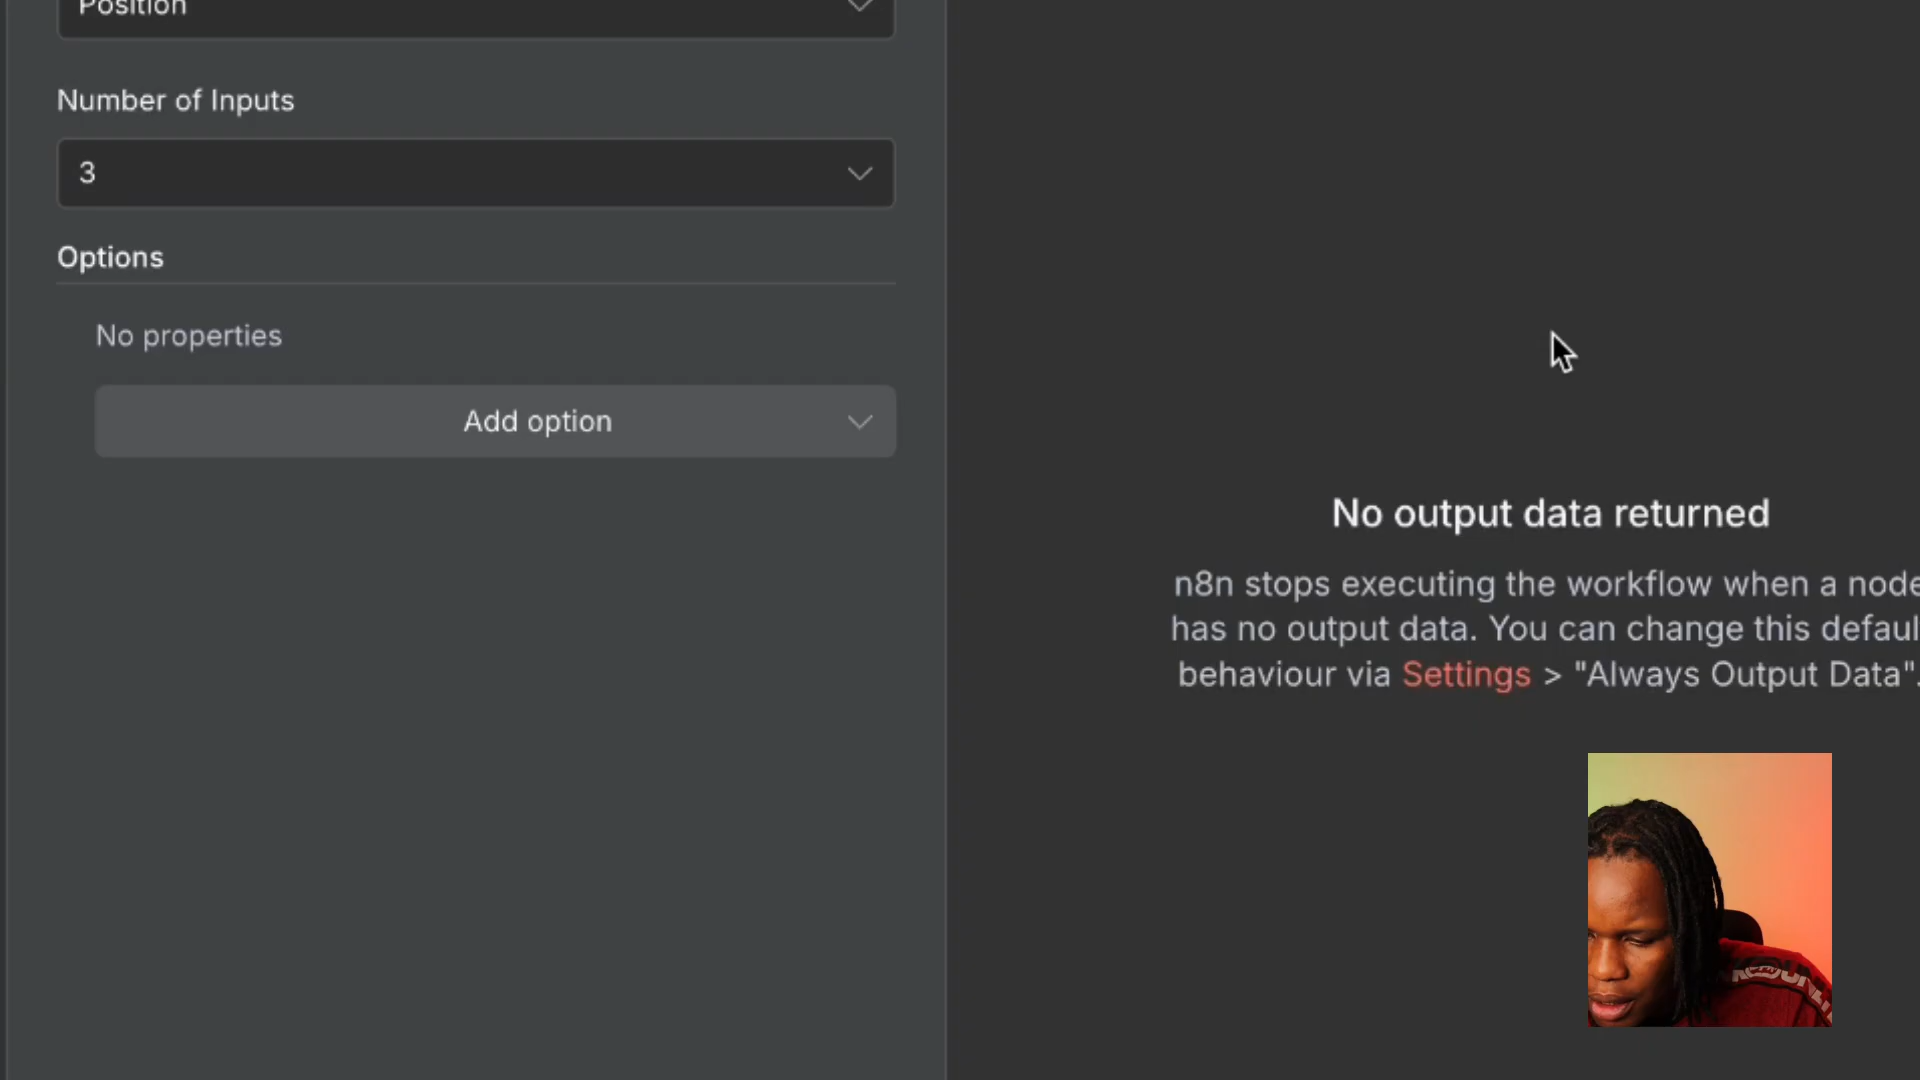 Position
Number of Inputs
3
Options
No properties
Add option
No output data returned
n8n stops executing the workflow when a node
has no output data. You can change this defaul
behaviour via Settings > "Always Output Data".